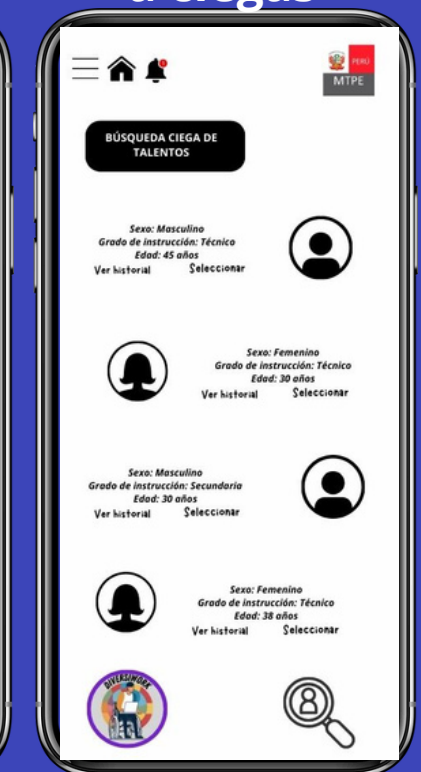 a ciegas
PERÚ
MTPE
BÚSQUEDA CIEGA DE
TALENTOS
Sexo: Masculino
Grado de instrucción: Técnico
Edad: 45 años
Ver historial Seleccionar
Sexo: Femenino
Grado de instrucción: Técnico
Edad: 30 años
Ver historial Seleccionar
Sexo: Masculino
Grado de instrucción: Secundaria
Edad: 30 años
Ver historial Seleccionar
Sexo: Femenino
Grado de instrucción: Técnico
Edad: 38 años
Ver historial Seleccionar
DIVERSIWORK